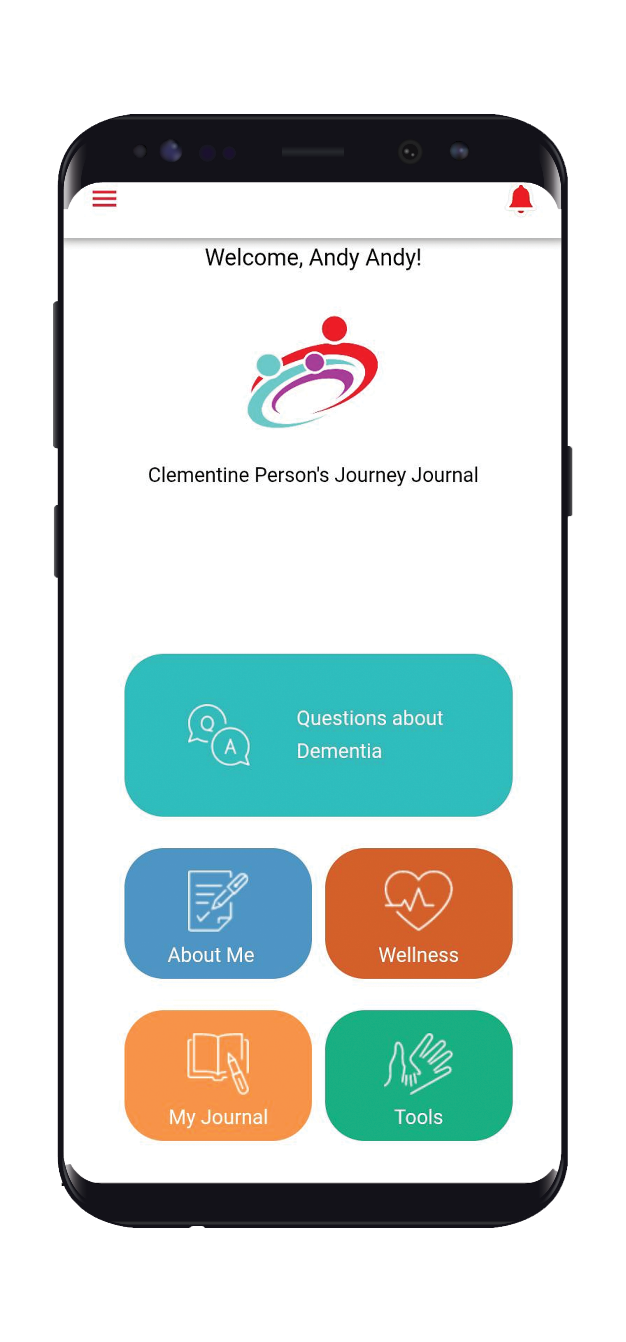 Welcome, Andy Andy!
Clementine Person's Journey Journal
Q
A
Questions about
Dementia
About Me
Wellness
My Journal
Tools